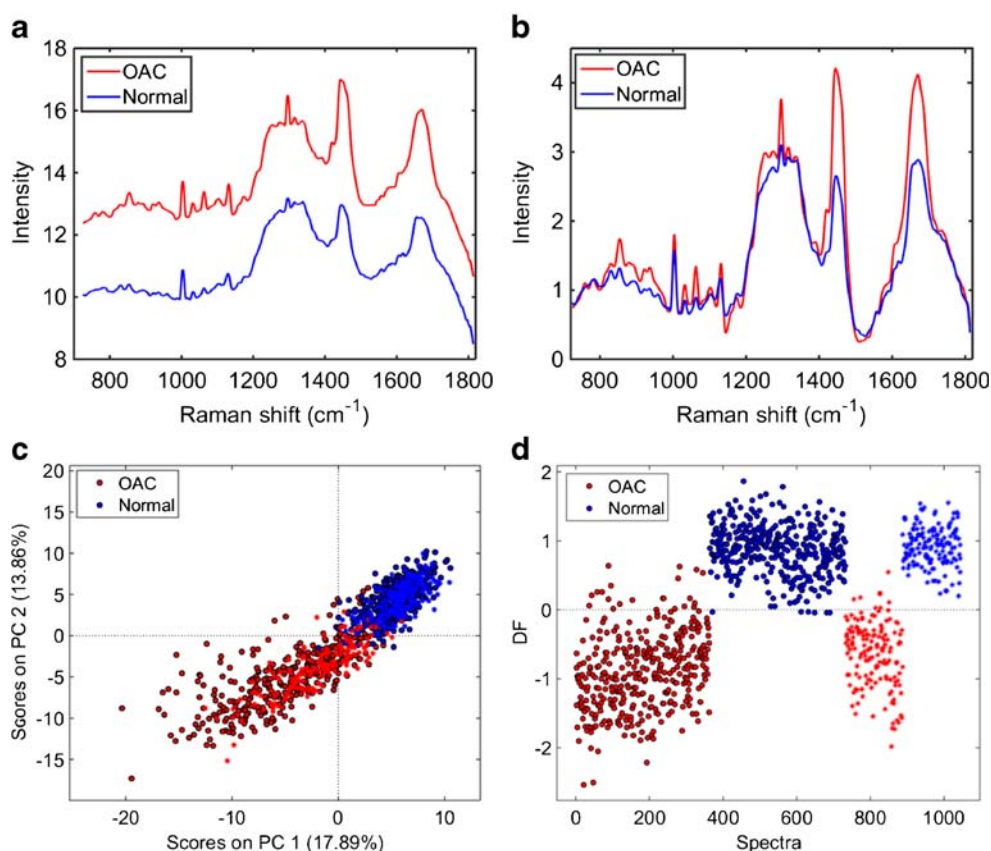 a
18
16
14
12
10
8
Intensity
OAC
Normal
800 1000 1200 1400 1600 1800
Raman shift (cm⁻¹)
b
4
3
2
1
0
Intensity
OAC
Normal
800 1000 1200 1400 1600 1800
Raman shift (cm⁻¹)
c
20
15
10
5
0
-5
-10
-15
Scores on PC 2 (13.86%)
OAC
Normal
-20 -10 0 10
Scores on PC 1 (17.89%)
d
2
1
0
-1
-2
DF
OAC
Normal
0 200 400 600 800 1000
Spectra